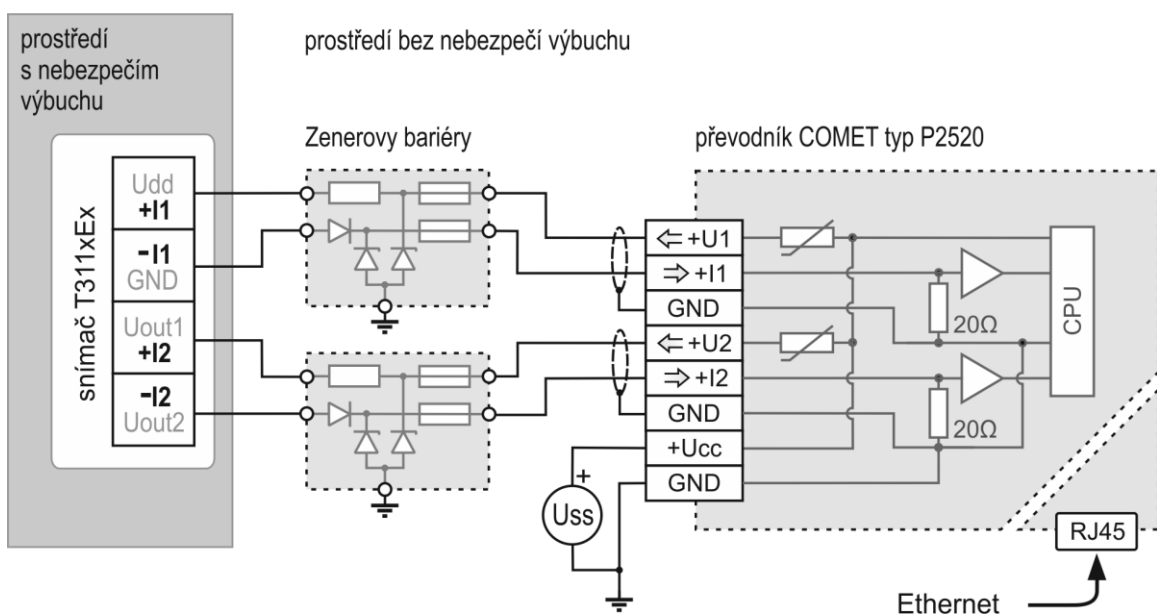 prostředí
s nebezpečím
výbuchu
prostředí bez nebezpečí výbuchu
Zenerovy bariéry
převodník COMET typ P2520
snímač T311xEx
Udd
+I1
-I1
GND
Uout1
+I2
-I2
Uout2
⇐ +U1
⇒ +I1
GND
⇐ +U2
⇒ +I2
GND
+Ucc
GND
20Ω
20Ω
CPU
+
Uss
RJ45
Ethernet